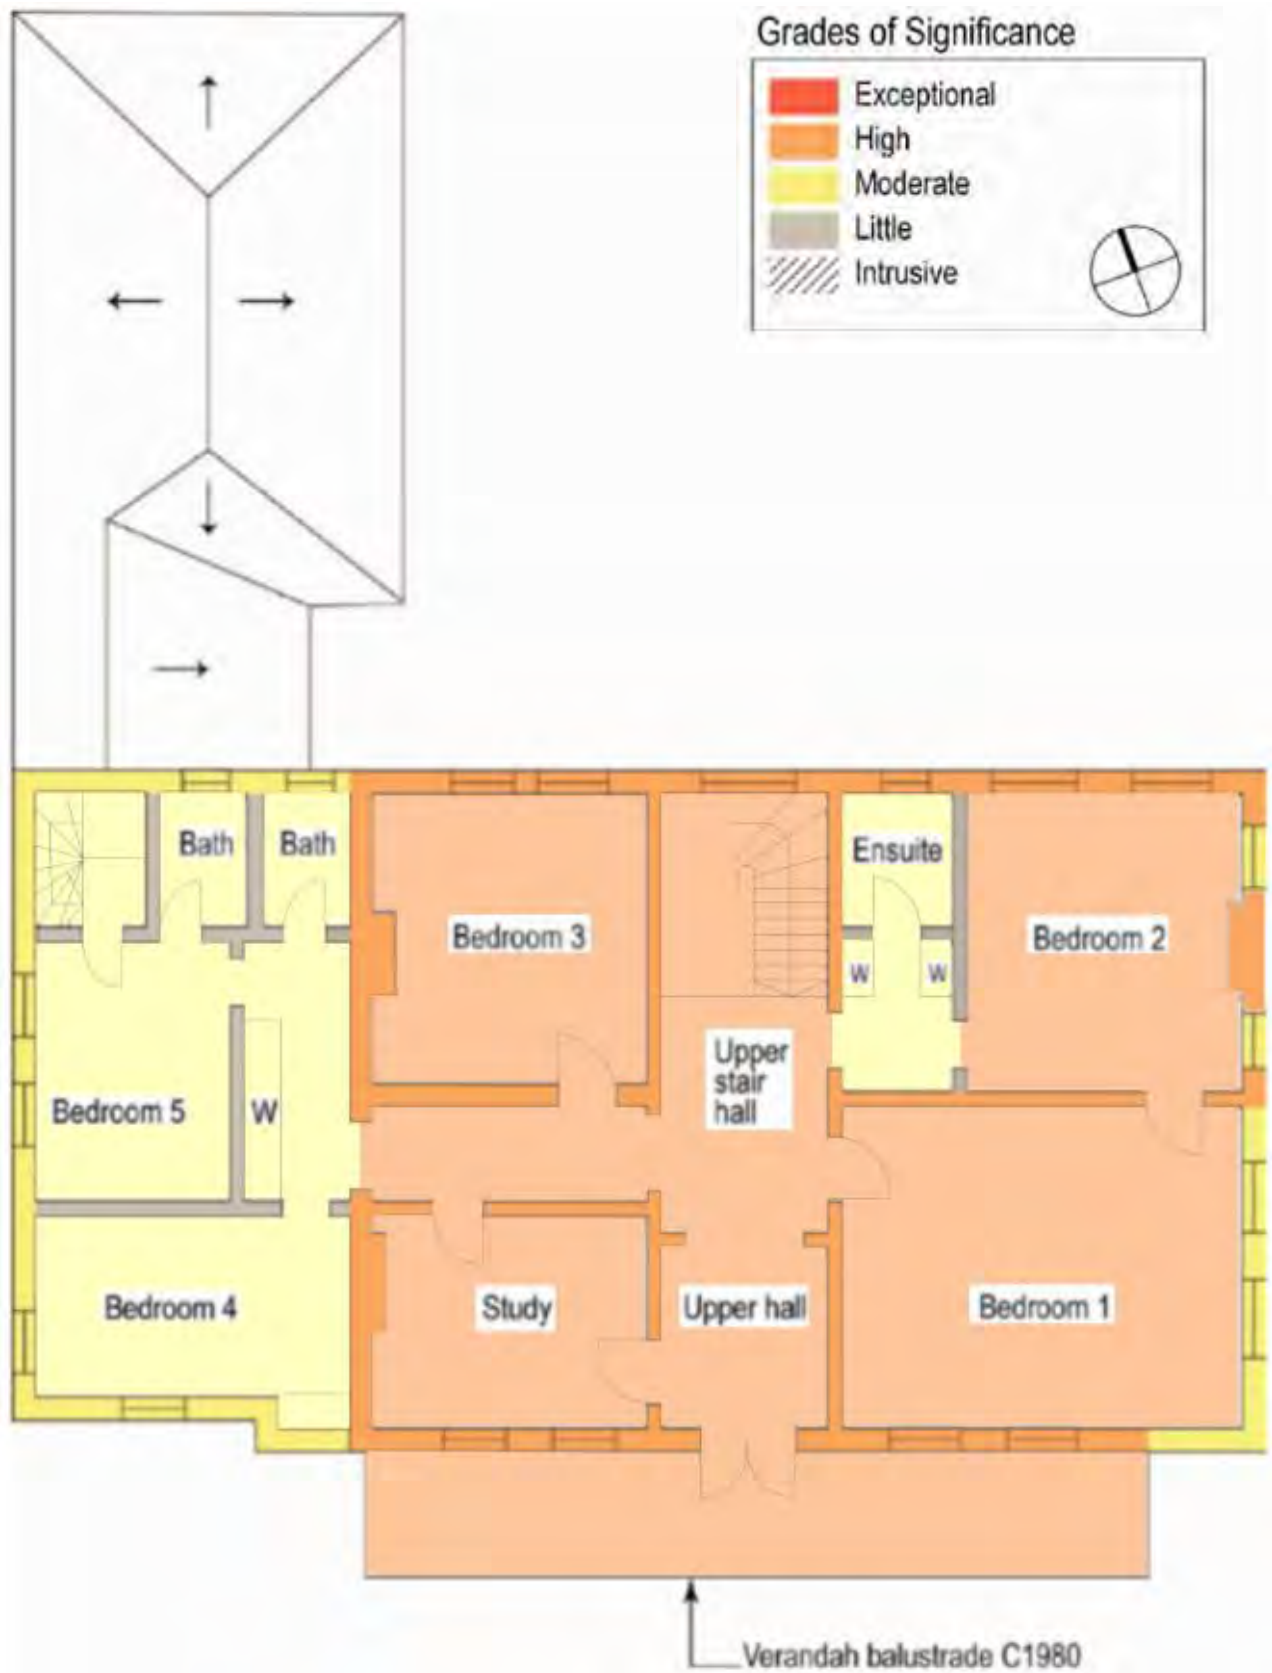 Grades of Significance
Exceptional
High
Moderate
Little
Intrusive
Bath
Bath
Ensuite
Bedroom 3
Bedroom 2
W
W
Upper
stair
hall
Bedroom 5
W
Bedroom 4
Study
Upper hall
Bedroom 1
Verandah balustrade C1980